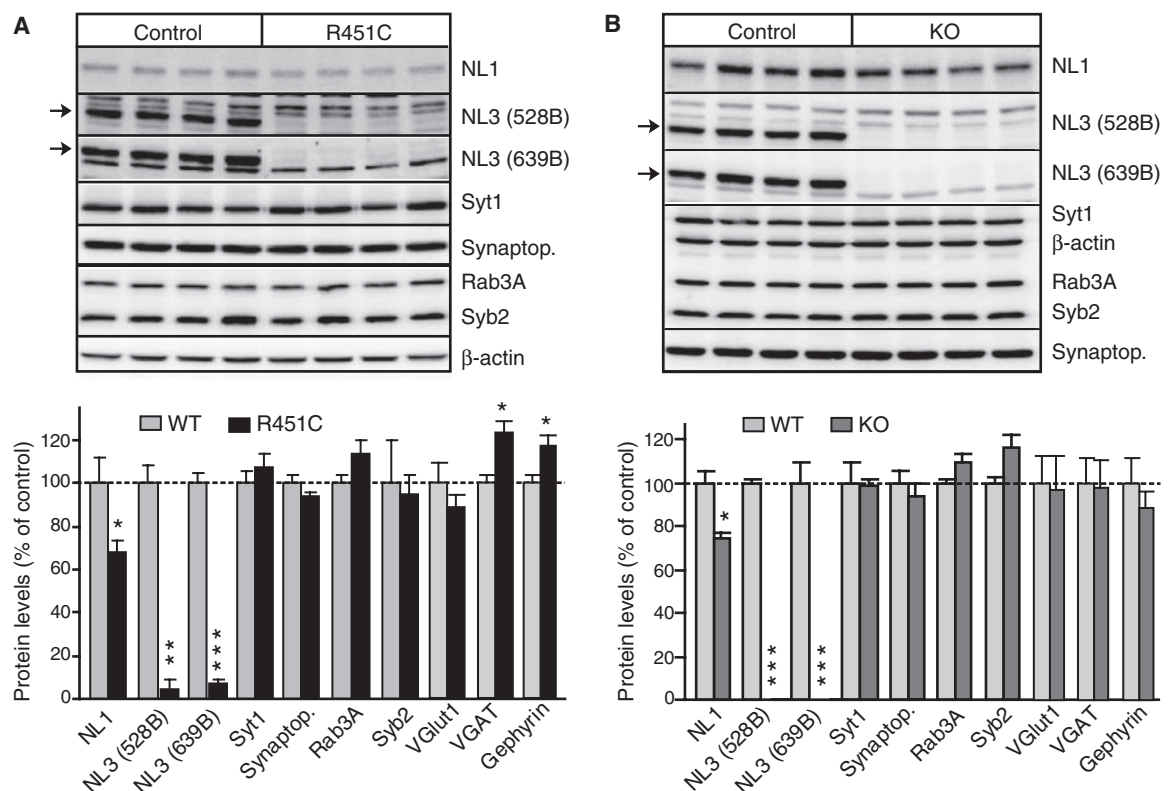 A
Control R451C
NL1
NL3 (528B)
NL3 (639B)
Syt1
Synaptop.
Rab3A
Syb2
β-actin
B
Control KO
NL1
NL3 (528B)
NL3 (639B)
Syt1
β-actin
Rab3A
Syb2
Synaptop.
Protein levels (% of control)
120
100
80
60
40
20
0
WT R451C
*
**
***
*
*
NL1
NL3 (528B)
NL3 (639B)
Syt1
Synaptop.
Rab3A
Syb2
VGlut1
VGAT
Gephyrin
Protein levels (% of control)
120
100
80
60
40
20
0
WT KO
*
***
***
NL1
NL3 (528B)
NL3 (639B)
Syt1
Synaptop.
Rab3A
Syb2
VGlut1
VGAT
Gephyrin